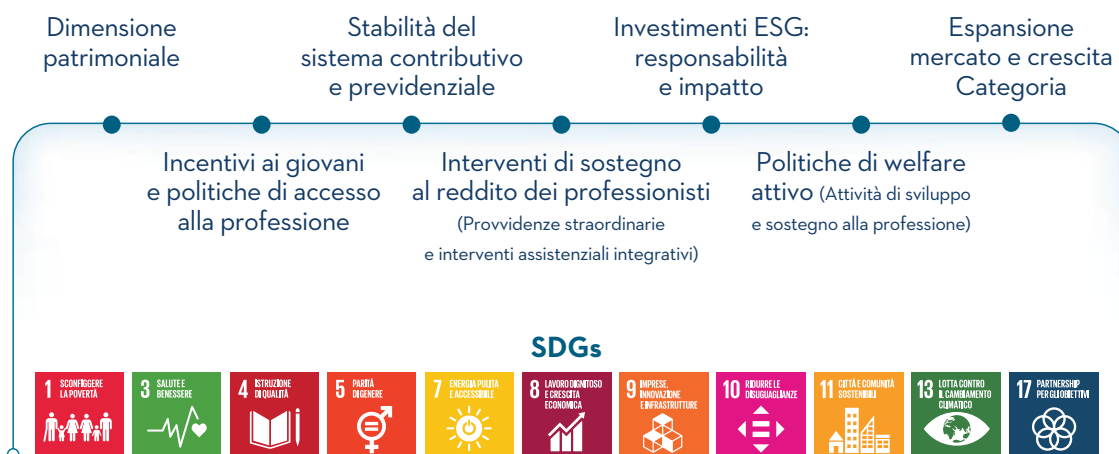 Dimensione
patrimoniale
Stabilità del
sistema contributivo
e previdenziale
Investimenti ESG:
responsabilità
e impatto
Espansione
mercato e crescita
Categoria
Incentivi ai giovani
e politiche di accesso
alla professione
Interventi di sostegno
al reddito dei professionisti
(Provvidenze straordinarie
e interventi assistenziali integrativi)
Politiche di welfare
attivo (Attività di sviluppo
e sostegno alla professione)
SDGs
1 SCONFIGGERE
LA POVERTÀ
3 SALUTE E
BENESSERE
4 ISTRUZIONE
DI QUALITÀ
5 PARITÀ
DI GENERE
7 ENERGIA PULITA
E ACCESSIBILE
8 LAVORO DIGNITOSO
E CRESCITA
ECONOMICA
9 IMPRESE,
INNOVAZIONE
E INFRASTRUTTURE
10 RIDURRE LE
DISUGUAGLIANZE
11 CITTÀ E COMUNITÀ
SOSTENIBILI
13 LOTTA CONTRO
IL CAMBIAMENTO
CLIMATICO
17 PARTNERSHIP
PER GLI OBIETTIVI